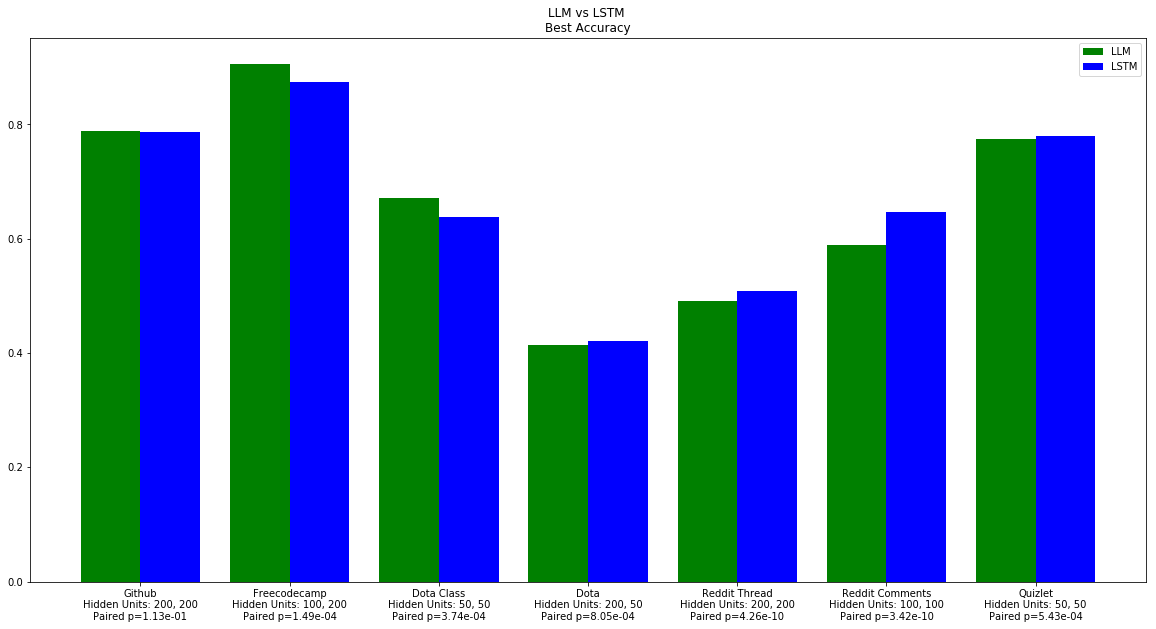 LLM vs LSTM
Best Accuracy
LLM
LSTM
0.8
0.6
0.4
0.2
0.0
Github
Hidden Units: 200, 200
Paired p=1.13e-01
Freecodecamp
Hidden Units: 100, 200
Paired p=1.49e-04
Dota Class
Hidden Units: 50, 50
Paired p=3.74e-04
Dota
Hidden Units: 200, 50
Paired p=8.05e-04
Reddit Thread
Hidden Units: 200, 200
Paired p=4.26e-10
Reddit Comments
Hidden Units: 100, 100
Paired p=3.42e-10
Quizlet
Hidden Units: 50, 50
Paired p=5.43e-04